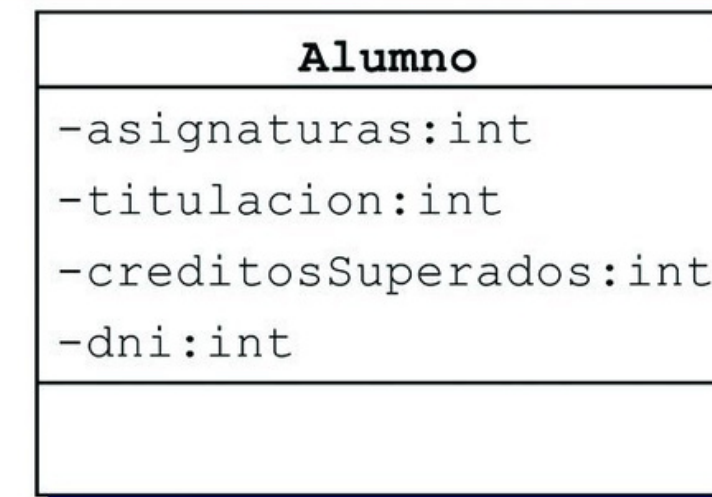 Alumno
-asignaturas:int
-titulacion:int
-creditosSuperados:int
-dni:int